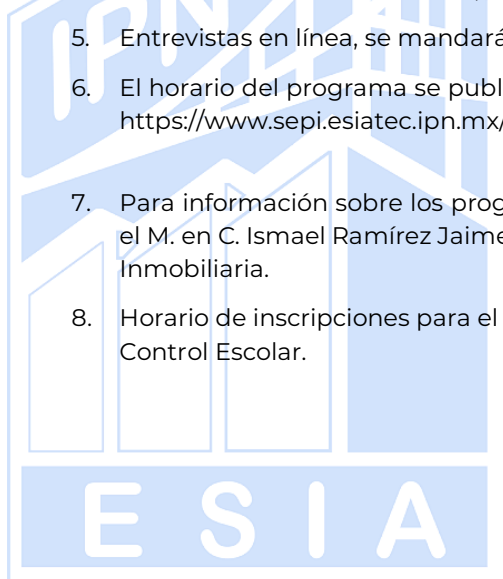 IPN
5. Entrevistas en línea, se mandará
6. El horario del programa se publ
https://www.sepi.esiatec.ipn.mx/
7. Para información sobre los prog
el M. en C. Ismael Ramírez Jaime
Inmobiliaria.
8. Horario de inscripciones para el
Control Escolar.
ESIA